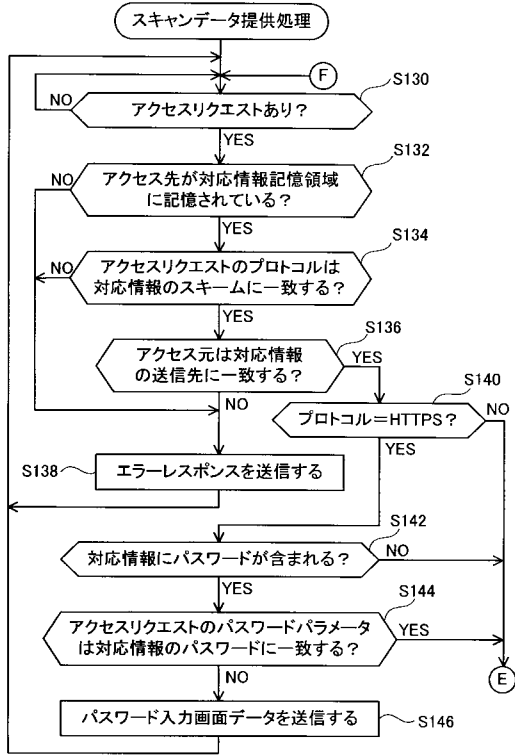 スキャンデータ提供処理
F
S130
アクセスリクエストあり?
NO
YES
S132
アクセス先が対応情報記憶領域
に記憶されている?
NO
YES
S134
アクセスリクエストのプロトコルは
対応情報のスキームに一致する?
NO
YES
S136
アクセス元は対応情報
の送信先に一致する?
YES
NO
S140
プロトコル=HTTPS?
NO
YES
S138
エラーレスポンスを送信する
S142
対応情報にパスワードが含まれる?
NO
YES
S144
アクセスリクエストのパスワードパラメータ
は対応情報のパスワードに一致する?
YES
NO
E
パスワード入力画面データを送信する
S146